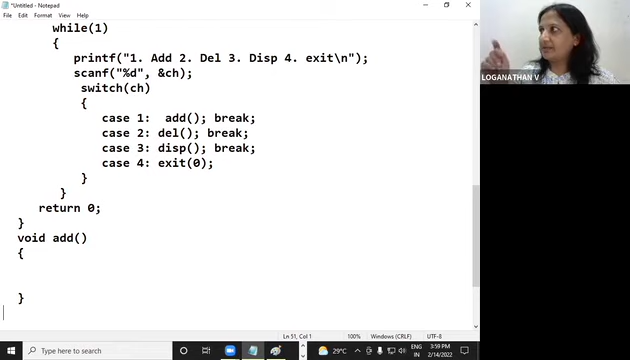 *Untitled - Notepad
File Edit Format View Help
while(1)
{
printf("1. Add 2. Del 3. Disp 4. exit\n");
scanf("%d", &ch);
switch(ch)
{
case 1:  add(); break;
case 2: del(); break;
case 3: disp(); break;
case 4: exit(0);
}
}
return 0;
}
void add()
{
}
LOGANATHAN V
Ln 51, Col 1
100%
Windows (CRLF)
UTF-8
Type here to search
29°C
ENG
IN
3:59 PM
2/14/2022